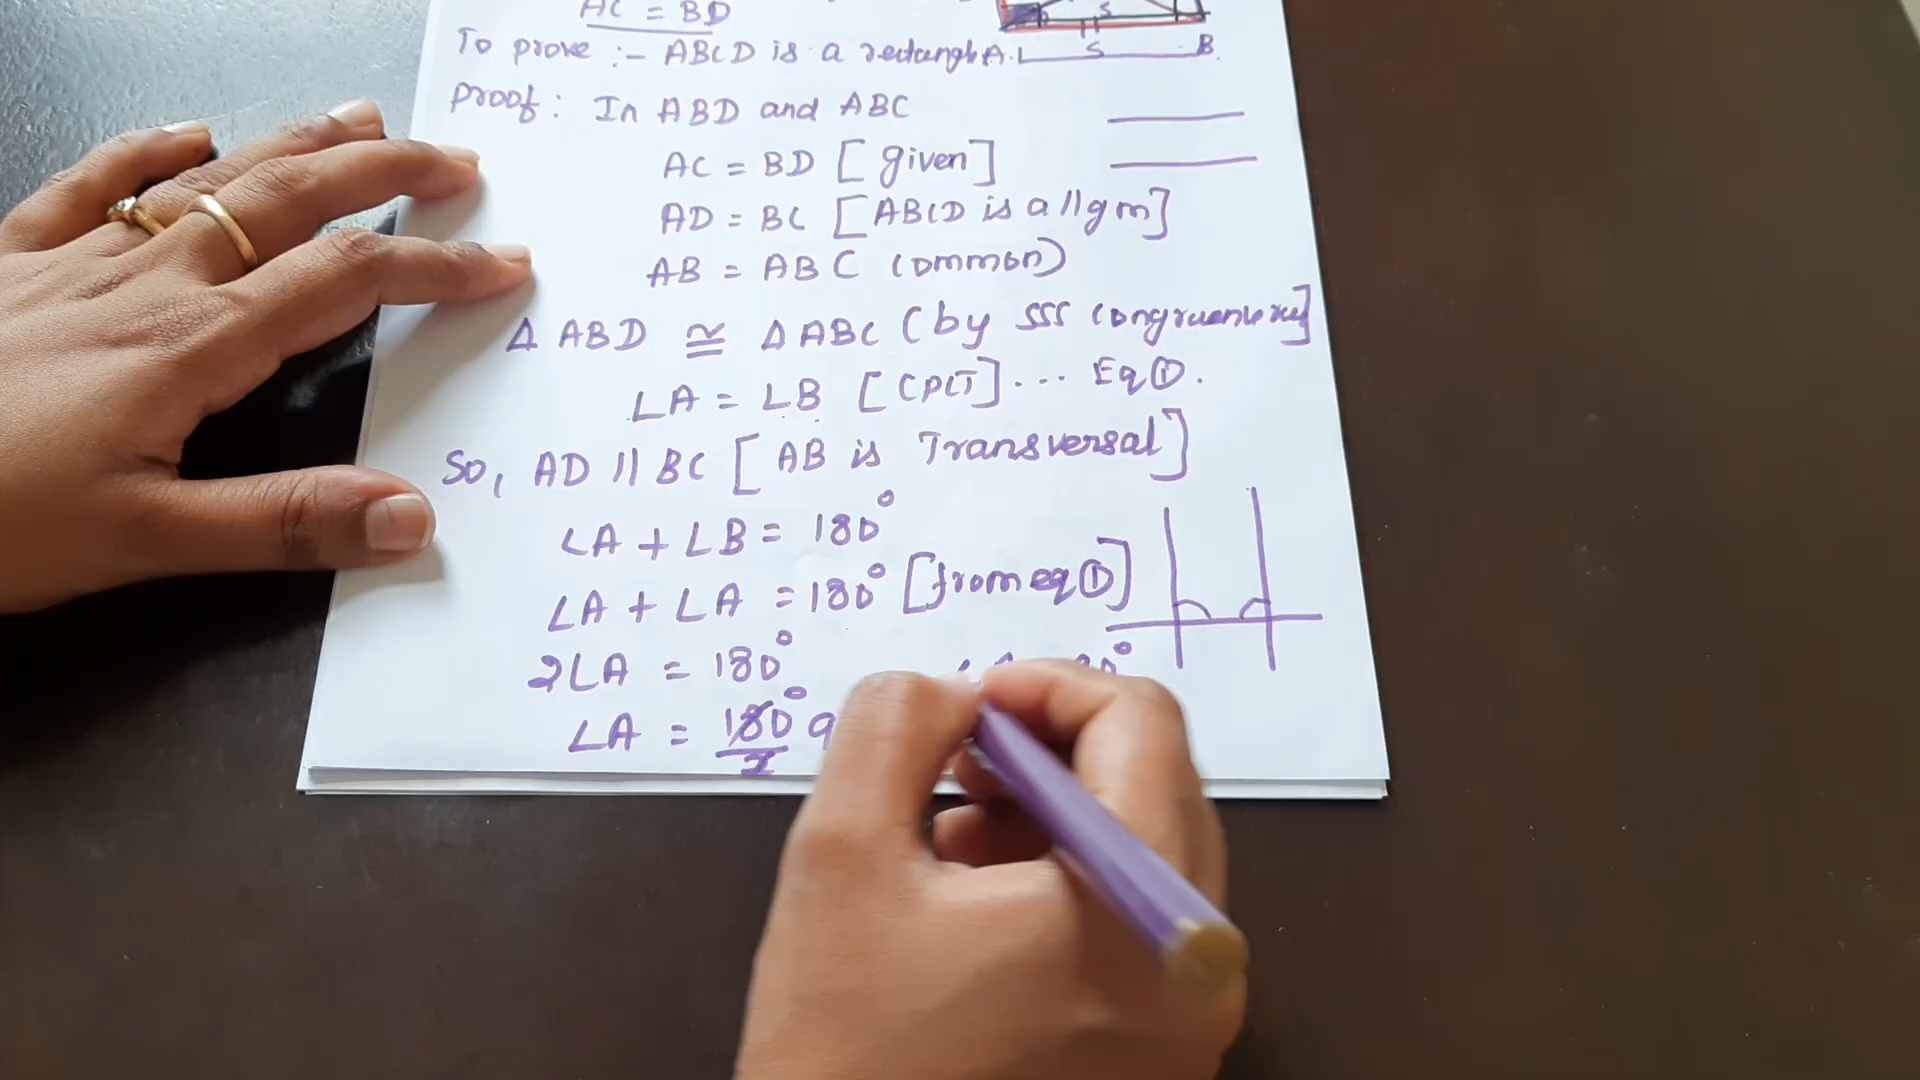 AC = BD
S
To prove :- ABCD is a rectangle
A. S B.
Proof: In ABD and ABC
AC = BD [given]
AD = BC [ABCD is a llgm]
AB = AB C common)
Δ ABD ≅ Δ ABC (by SSS
∠A = ∠B [CPCT]... Eq ①.
So, AD || BC [AB is Transversal]
∠A + ∠B = 180°
∠A + ∠A = 180° [from eq ①]
2∠A = 180°
∠A = 180°/2